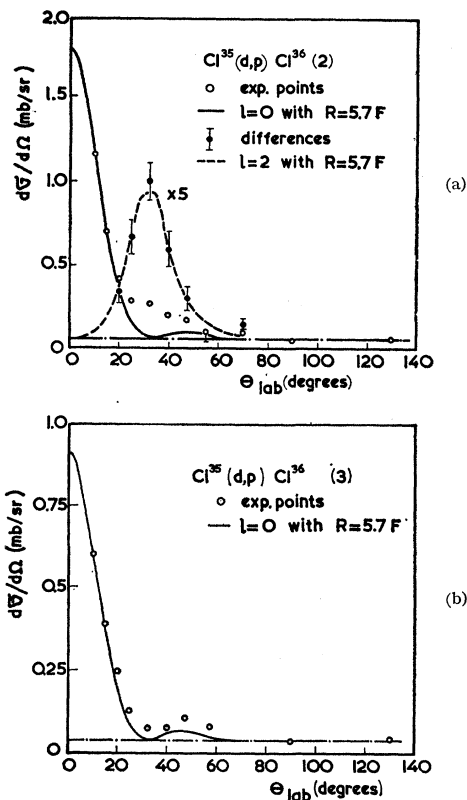 2.0
Cl³⁵(d,p) Cl³⁶ (2)
exp. points
l=0 with R=5.7 F
differences
l=2 with R=5.7 F
1.5
1.0
0.5
0
x5
dσ/dΩ (mb/sr)
(a)
0 20 40 60 80 100 120 140
Θlab (degrees)
1.0
Cl³⁵ (d,p) Cl³⁶ (3)
exp. points
l=0 with R=5.7 F
0.75
0.5
0.25
0
dσ/dΩ (mb/sr)
(b)
0 20 40 60 80 100 120 140
Θlab (degrees)